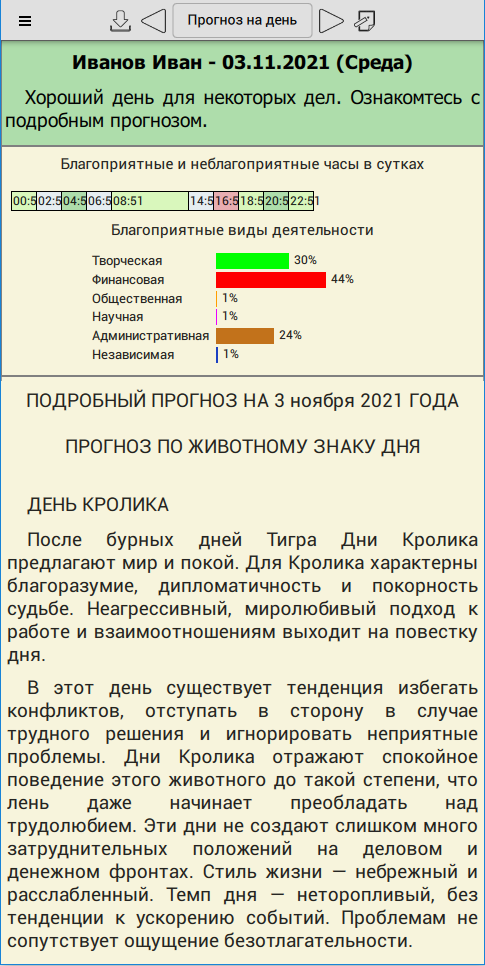 Прогноз на день
Иванов Иван - 03.11.2021 (Среда)
Хороший день для некоторых дел. Ознакомтесь с
подробным прогнозом.
Благоприятные и неблагоприятные часы в сутках
00:5 02:5 04:5 06:5 08:51 14:5 16:5 18:5 20:5 22:51
Благоприятные виды деятельности
Творческая 30%
Финансовая 44%
Общественная 1%
Научная 1%
Административная 24%
Независимая 1%
ПОДРОБНЫЙ ПРОГНОЗ НА 3 ноября 2021 ГОДА
ПРОГНОЗ ПО ЖИВОТНОМУ ЗНАКУ ДНЯ
ДЕНЬ КРОЛИКА
После бурных дней Тигра Дни Кролика
предлагают мир и покой. Для Кролика характерны
благоразумие, дипломатичность и покорность
судьбе. Неагрессивный, миролюбивый подход к
работе и взаимоотношениям выходит на повестку
дня.
В этот день существует тенденция избегать
конфликтов, отступать в сторону в случае
трудного решения и игнорировать неприятные
проблемы. Дни Кролика отражают спокойное
поведение этого животного до такой степени, что
лень даже начинает преобладать над
трудолюбием. Эти дни не создают слишком много
затруднительных положений на деловом и
денежном фронтах. Стиль жизни — небрежный и
расслабленный. Темп дня — неторопливый, без
тенденции к ускорению событий. Проблемам не
сопутствует ощущение безотлагательности.